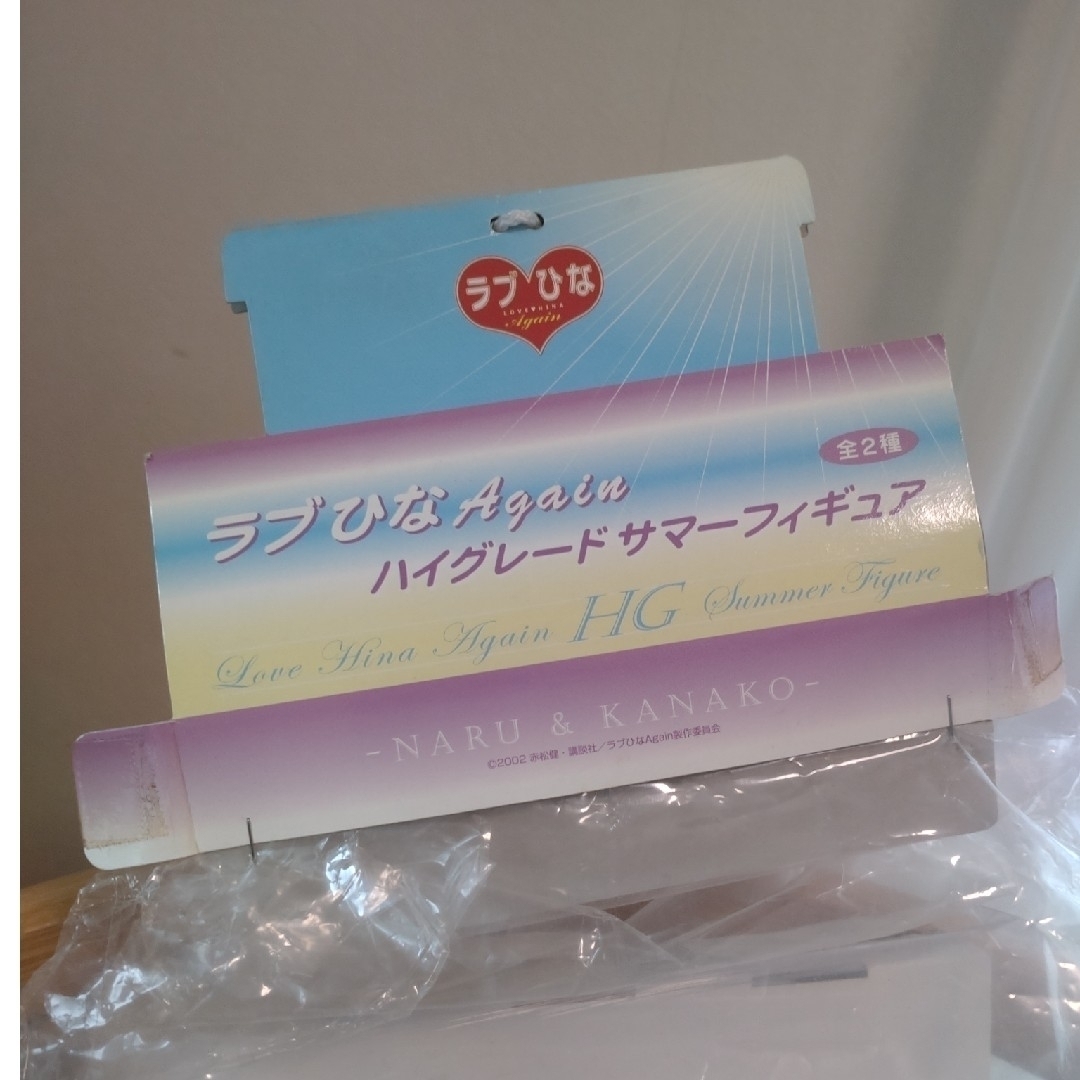 ラブひな
LOVE♥HINA
Again
全2種
ラブひなAgain
ハイグレードサマーフィギュア
Love Hina Again HG Summer Figure
-NARU & KANAKO-
©2002 赤松健・講談社／ラブひなAgain製作委員会